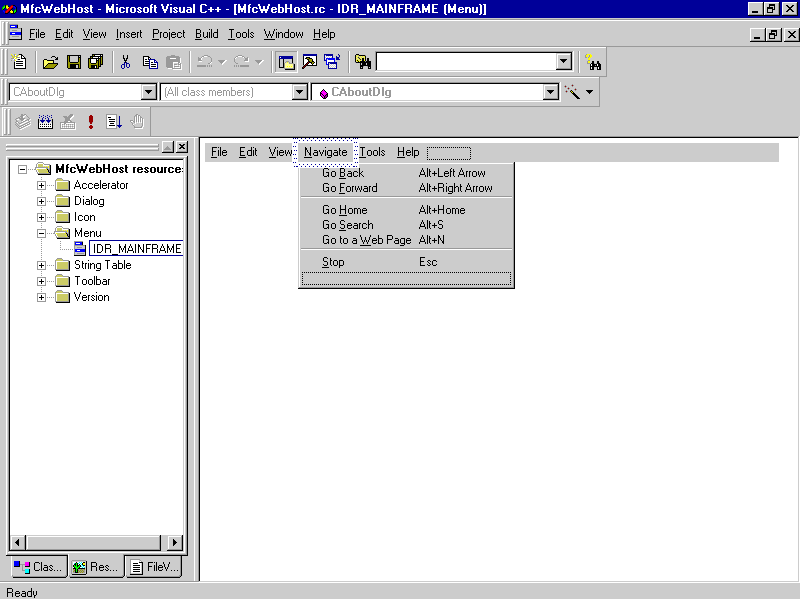 MfcWebHost - Microsoft Visual C++ - [MfcWebHost.rc - IDR_MAINFRAME (Menu)]
File Edit View Insert Project Build Tools Window Help
CAboutDlg (All class members) CAboutDlg
File Edit View Navigate Tools Help
Go Back Alt+Left Arrow
Go Forward Alt+Right Arrow
Go Home Alt+Home
Go Search Alt+S
Go to a Web Page Alt+N
Stop Esc
MfcWebHost resources
Accelerator
Dialog
Icon
Menu
IDR_MAINFRAME
String Table
Toolbar
Version
Clas... Res... FileV...
Ready